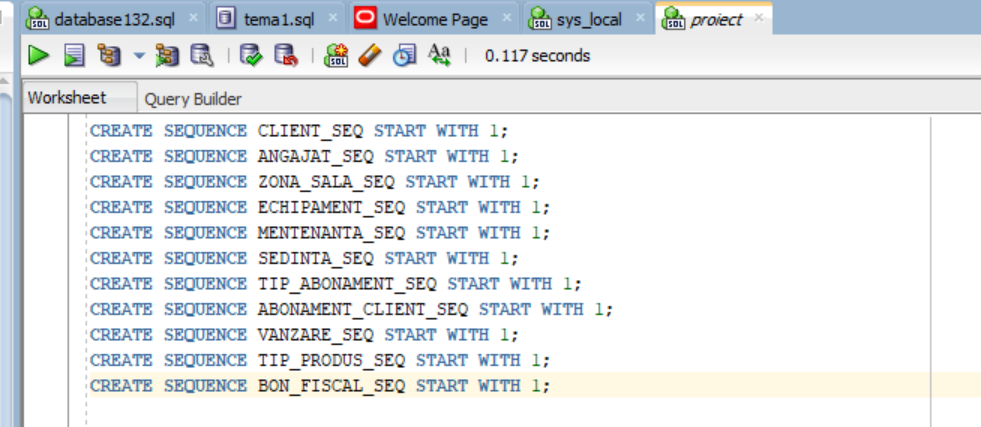 database132.sql tema1.sql Welcome Page sys_local proiect
0.117 seconds
Worksheet Query Builder
CREATE SEQUENCE CLIENT_SEQ START WITH 1;
CREATE SEQUENCE ANGAJAT_SEQ START WITH 1;
CREATE SEQUENCE ZONA_SALA_SEQ START WITH 1;
CREATE SEQUENCE ECHIPAMENT_SEQ START WITH 1;
CREATE SEQUENCE MENTENANTA_SEQ START WITH 1;
CREATE SEQUENCE SEDINTA_SEQ START WITH 1;
CREATE SEQUENCE TIP_ABONAMENT_SEQ START WITH 1;
CREATE SEQUENCE ABONAMENT_CLIENT_SEQ START WITH 1;
CREATE SEQUENCE VANZARE_SEQ START WITH 1;
CREATE SEQUENCE TIP_PRODUS_SEQ START WITH 1;
CREATE SEQUENCE BON_FISCAL_SEQ START WITH 1;